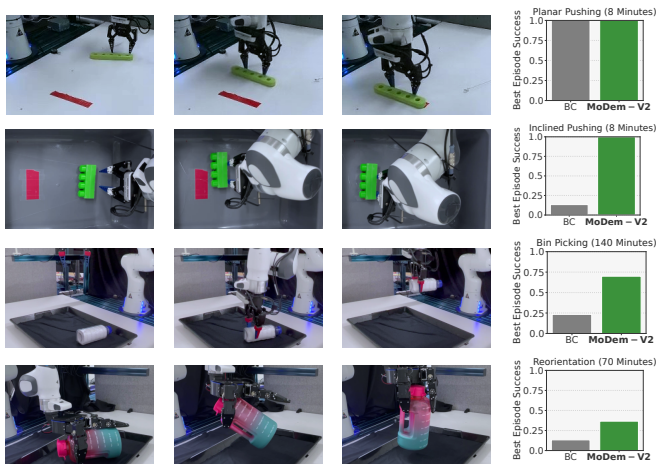 Planar Pushing (8 Minutes)
Best Episode Success
1.0
0.75
0.5
0.25
0.0
BC
MoDem − V2
Inclined Pushing (8 Minutes)
Best Episode Success
1.0
0.75
0.5
0.25
0.0
BC
MoDem − V2
Bin Picking (140 Minutes)
Best Episode Success
1.0
0.75
0.5
0.25
0.0
BC
MoDem − V2
Reorientation (70 Minutes)
Best Episode Success
1.0
0.75
0.5
0.25
0.0
BC
MoDem − V2